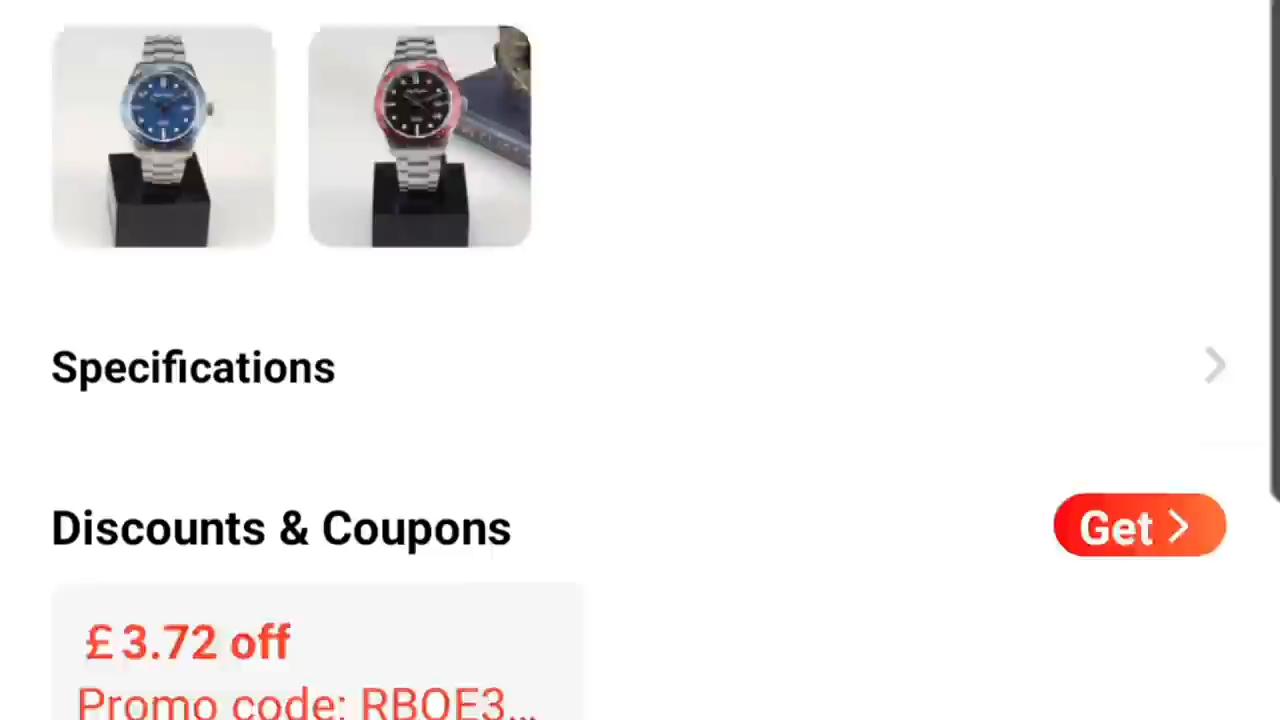 Specifications
Discounts & Coupons
Get
£3.72 off
Promo code: RBOE3...